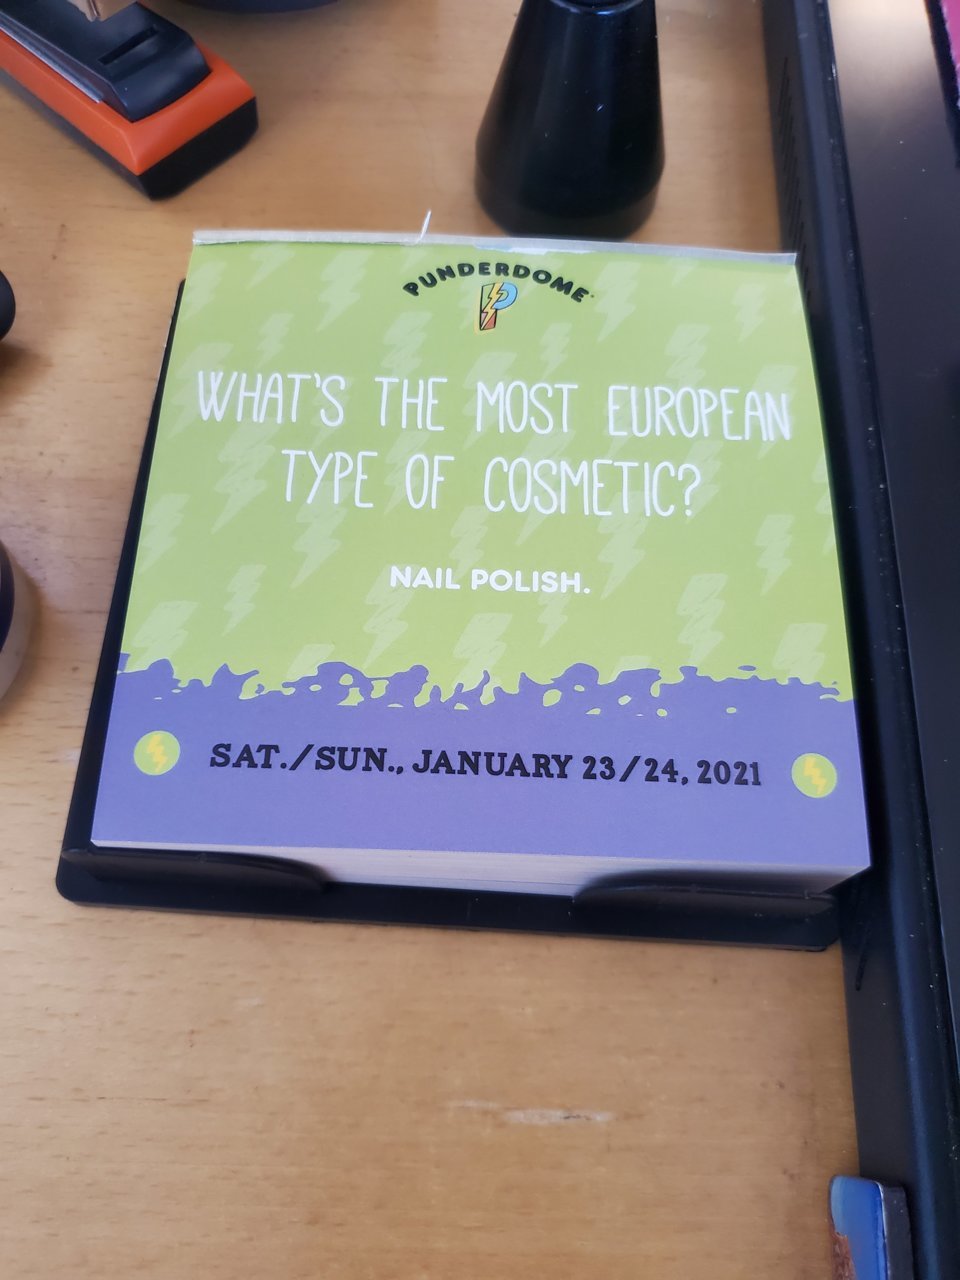 PUNDERDOME
P
WHAT'S THE MOST EUROPEAN
TYPE OF COSMETIC?
NAIL POLISH.
SAT./SUN., JANUARY 23/24, 2021